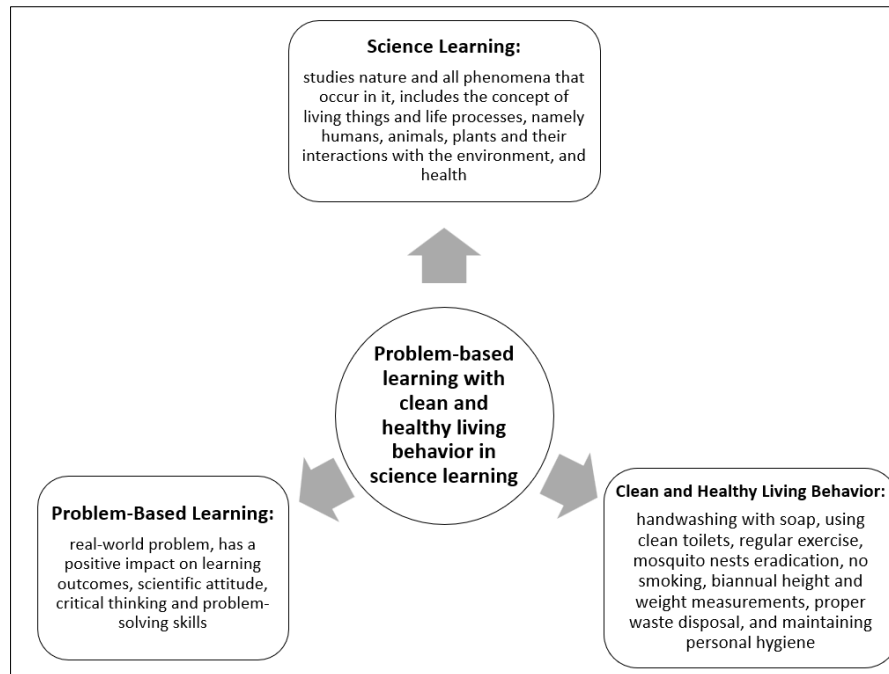 Science Learning:
studies nature and all phenomena that
occur in it, includes the concept of
living things and life processes, namely
humans, animals, plants and their
interactions with the environment, and
health
Problem-based
learning with
clean and
healthy living
behavior in
science learning
Problem-Based Learning:
real-world problem, has a
positive impact on learning
outcomes, scientific attitude,
critical thinking and problem-
solving skills
Clean and Healthy Living Behavior:
handwashing with soap, using
clean toilets, regular exercise,
mosquito nests eradication, no
smoking, biannual height and
weight measurements, proper
waste disposal, and maintaining
personal hygiene